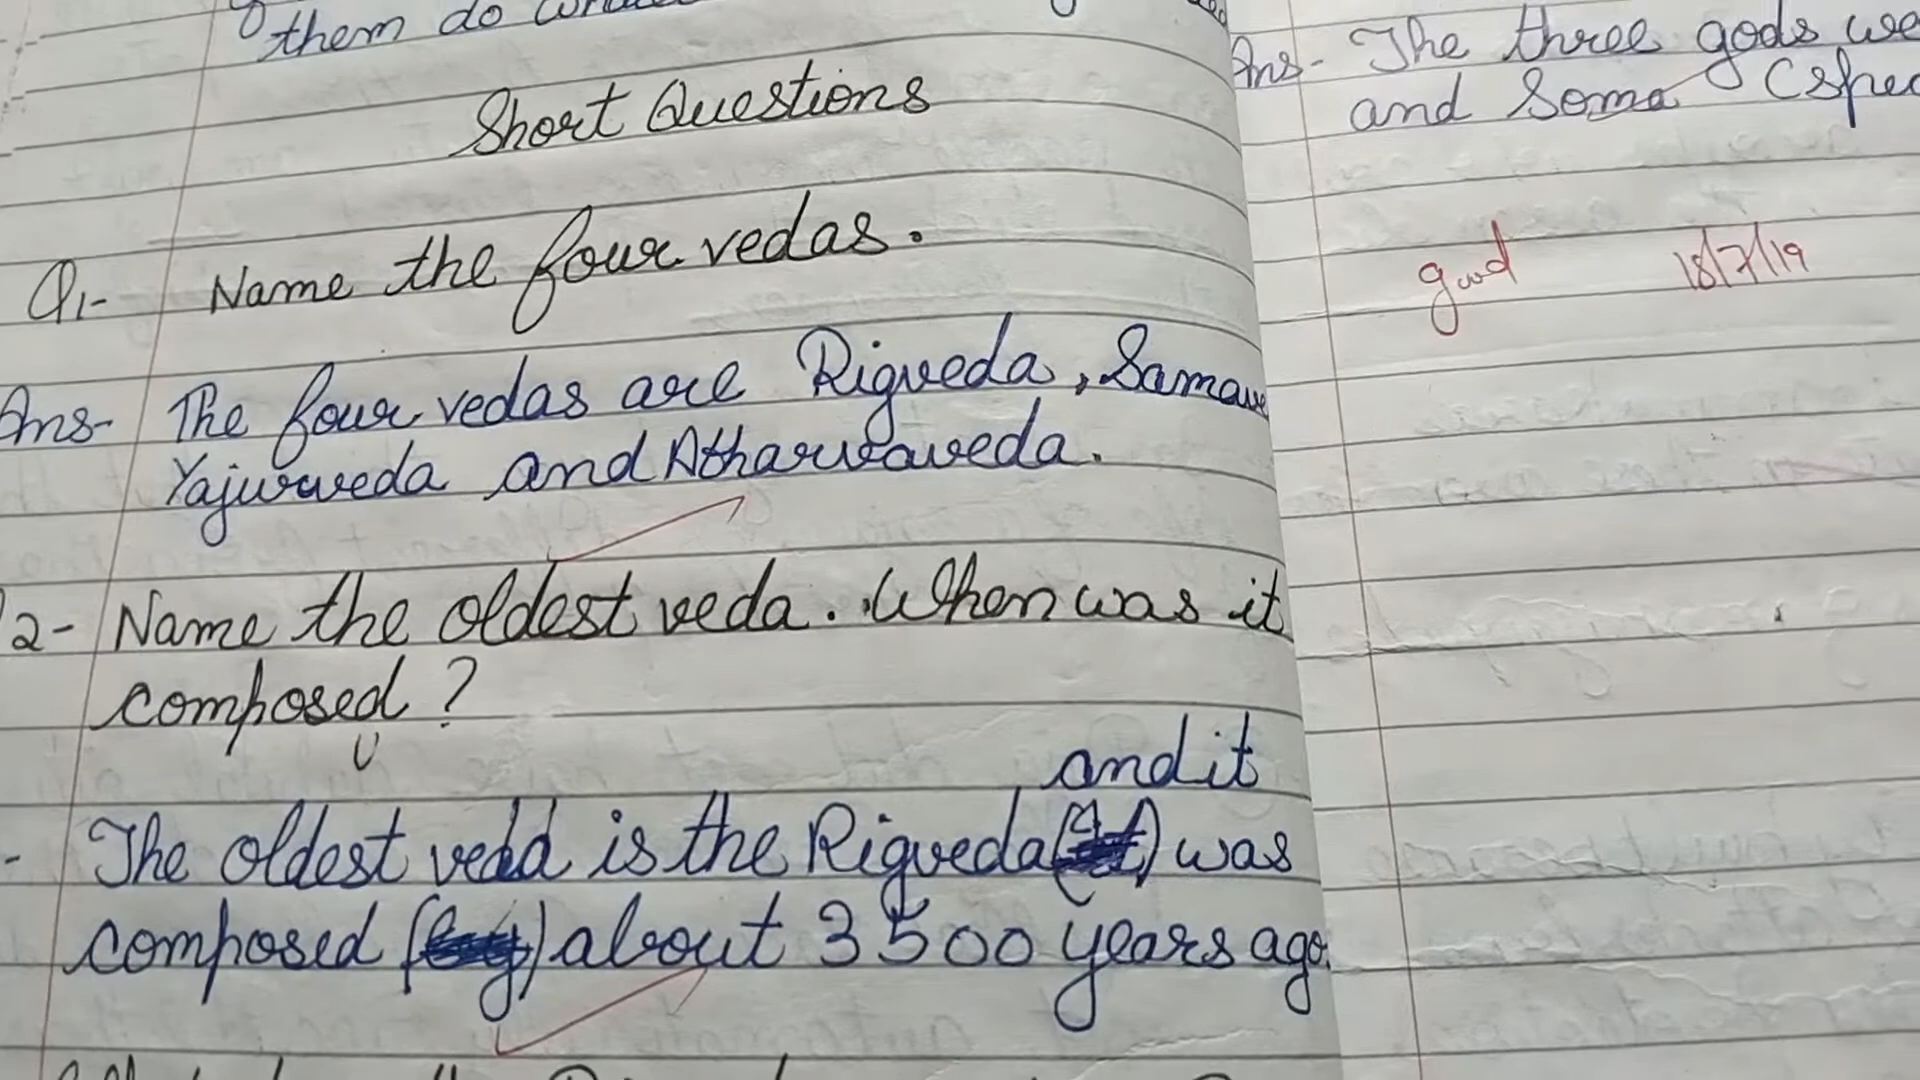 them do
Short Questions
Q1- Name the four vedas.
Ans- The four vedas are Rigveda, Samave
Yajurveda and Atharvaveda.
2- Name the oldest veda. When was it
composed?
and it
- The oldest veda is the Rigveda was
composed about 3500 years ago.
Ans- The three gods we
and Soma
good 18/7/19